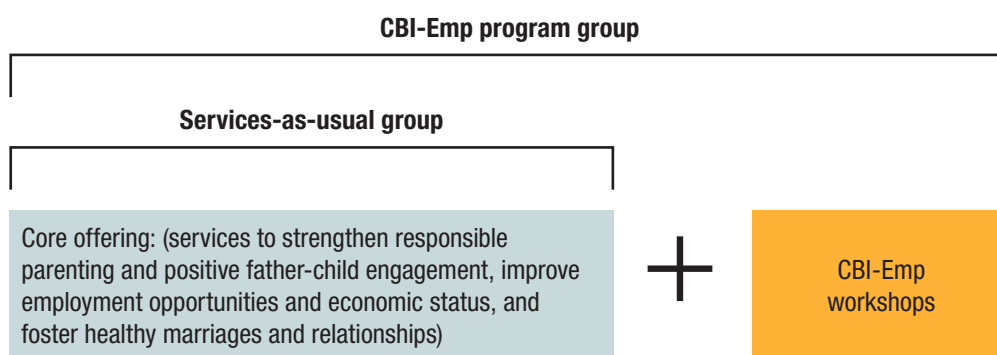 CBI-Emp program group
Services-as-usual group
Core offering: (services to strengthen responsible
parenting and positive father-child engagement, improve
employment opportunities and economic status, and
foster healthy marriages and relationships)
+
CBI-Emp
workshops